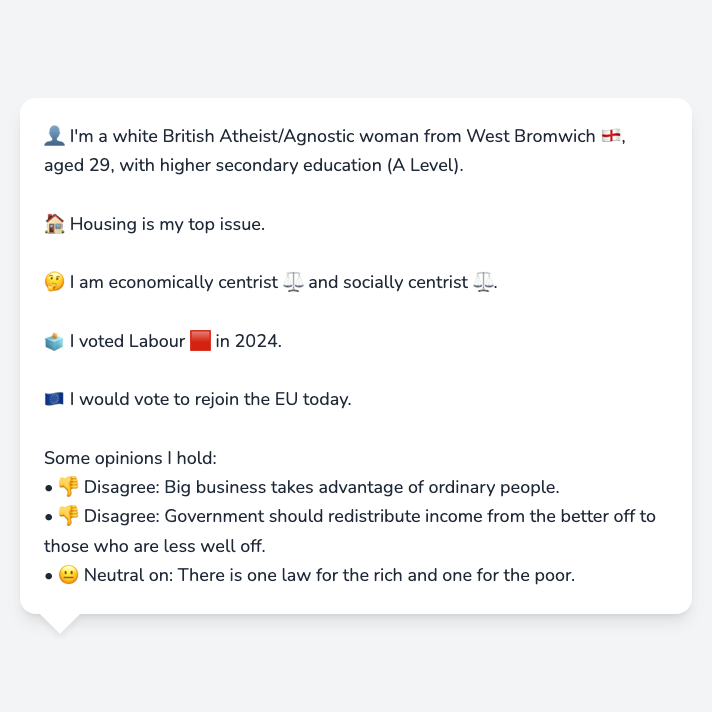 👤 I'm a white British Atheist/Agnostic woman from West Bromwich 🏴󠁧󠁢󠁥󠁮󠁧󠁿,
aged 29, with higher secondary education (A Level).
🏠 Housing is my top issue.
🤔 I am economically centrist ⚖️ and socially centrist ⚖️.
🗳️ I voted Labour 🟥 in 2024.
🇪🇺 I would vote to rejoin the EU today.
Some opinions I hold:
• 👎 Disagree: Big business takes advantage of ordinary people.
• 👎 Disagree: Government should redistribute income from the better off to
those who are less well off.
• 😐 Neutral on: There is one law for the rich and one for the poor.